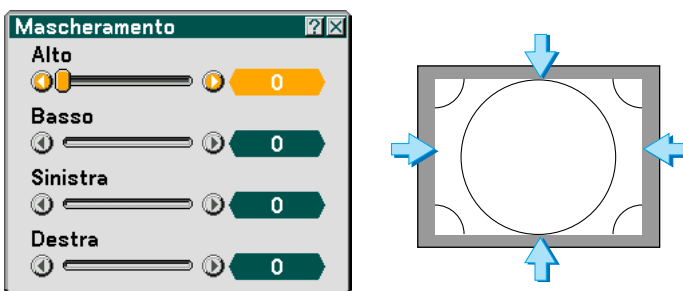 Mascheramento ? X
Alto
0
Basso
0
Sinistra
0
Destra
0